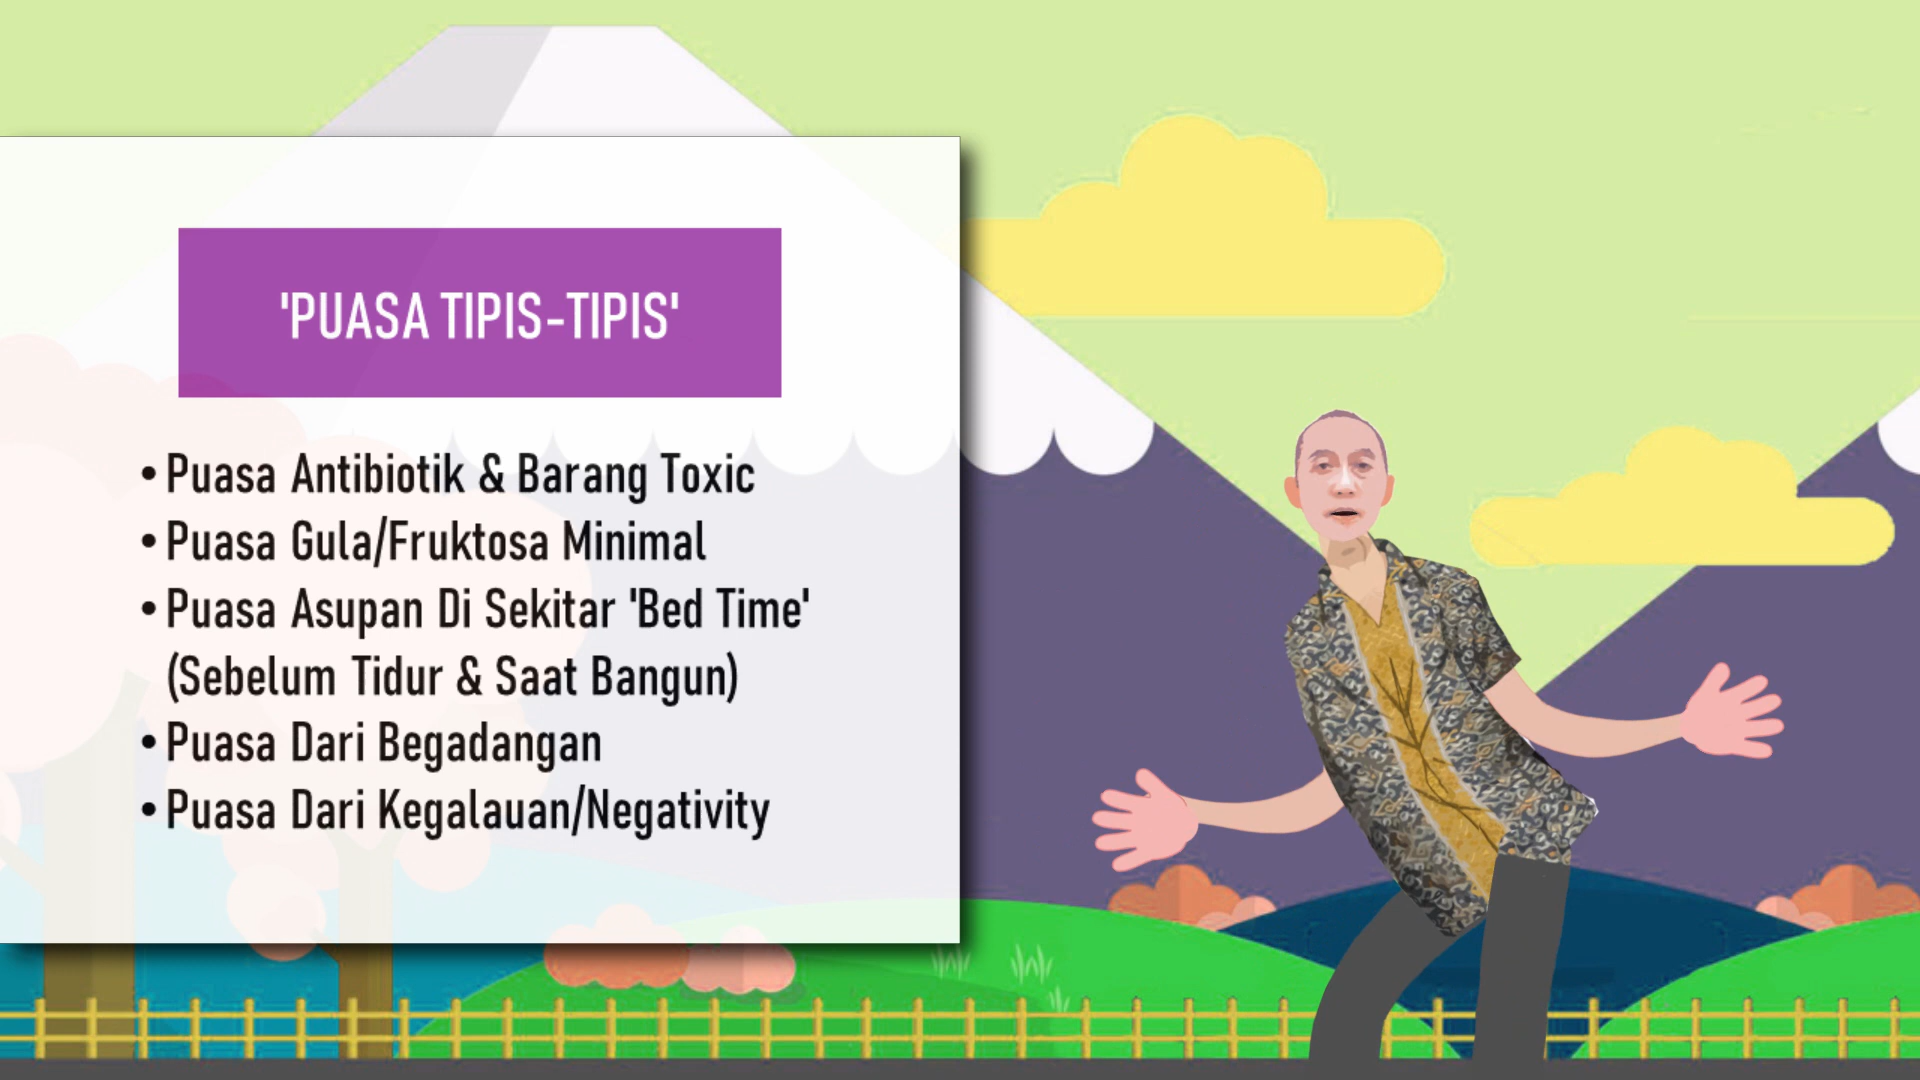 'PUASA TIPIS-TIPIS'
• Puasa Antibiotik & Barang Toxic
• Puasa Gula/Fruktosa Minimal
• Puasa Asupan Di Sekitar 'Bed Time'
(Sebelum Tidur & Saat Bangun)
• Puasa Dari Begadangan
• Puasa Dari Kegalauan/Negativity